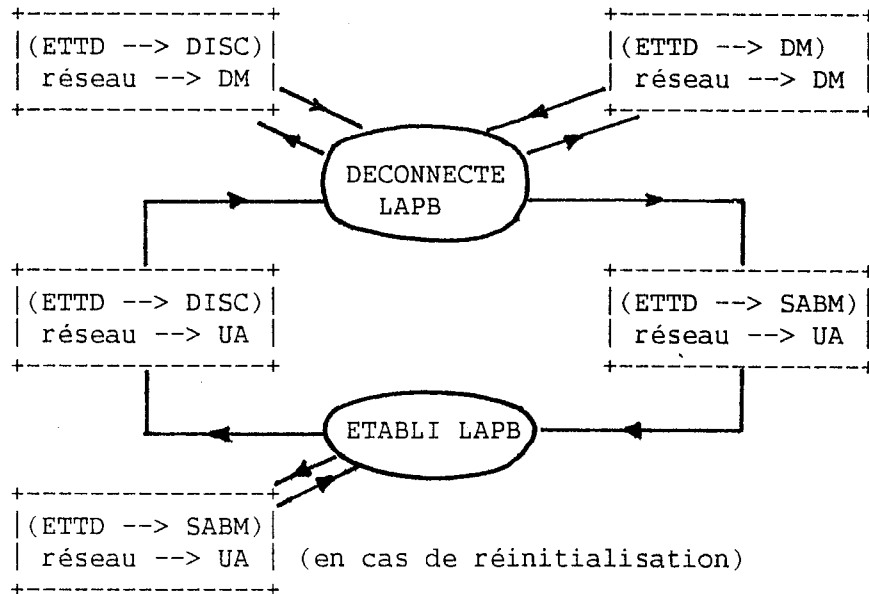 (ETTD --> DISC)
réseau --> DM
(ETTD --> DM)
réseau --> DM
DECONNECTE
LAPB
(ETTD --> DISC)
réseau --> UA
(ETTD --> SABM)
réseau --> UA
ETABLI LAPB
(ETTD --> SABM)
réseau --> UA
(en cas de réinitialisation)